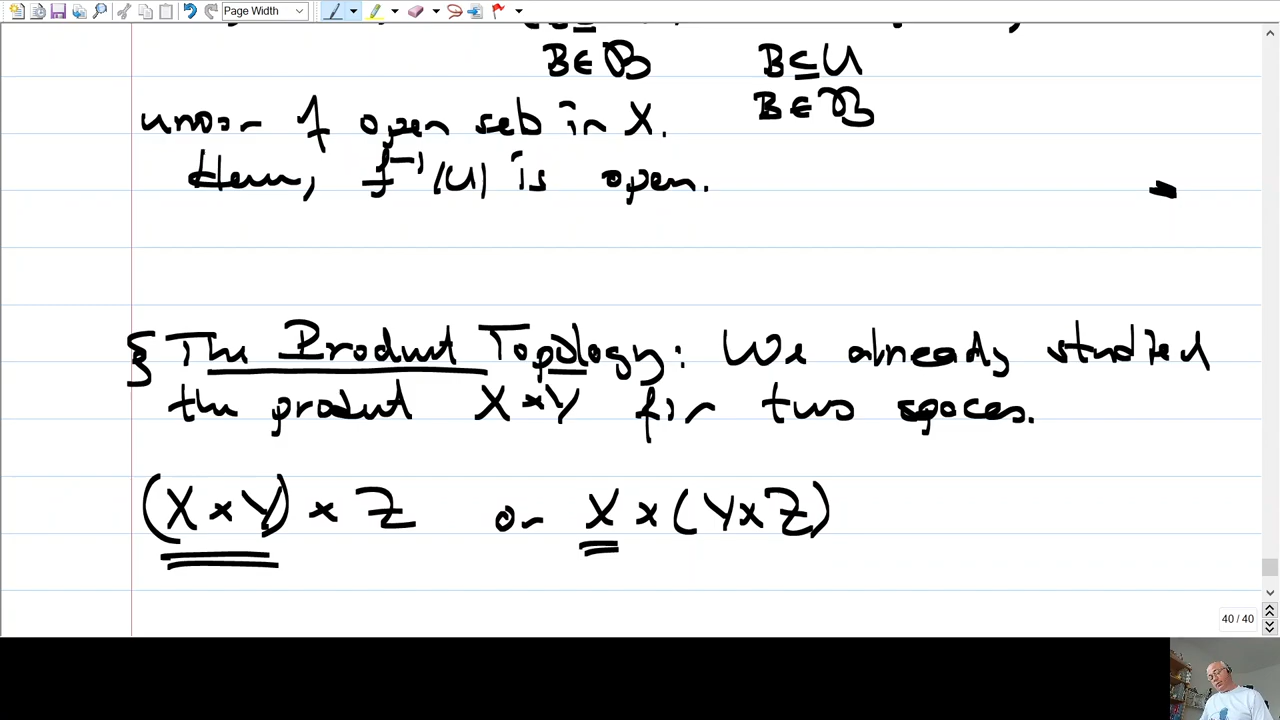 Page Width
B∈ℬ B⊆U
B∈ℬ
union of open sets in X.
Hence, f⁻¹(U) is open.
§ The Product Topology: We already studied
the product X×Y for two spaces.
(X×Y)×Z or X×(Y×Z)
40 / 40